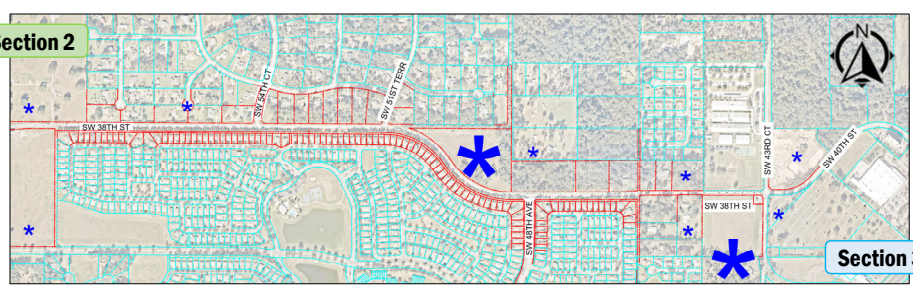 Section 2
N
SW 54TH CT
SW 51ST TERR
SW 38TH ST
SW 43RD CT
SW 40TH ST
SW 48TH AVE
SW 38TH ST
Section 3